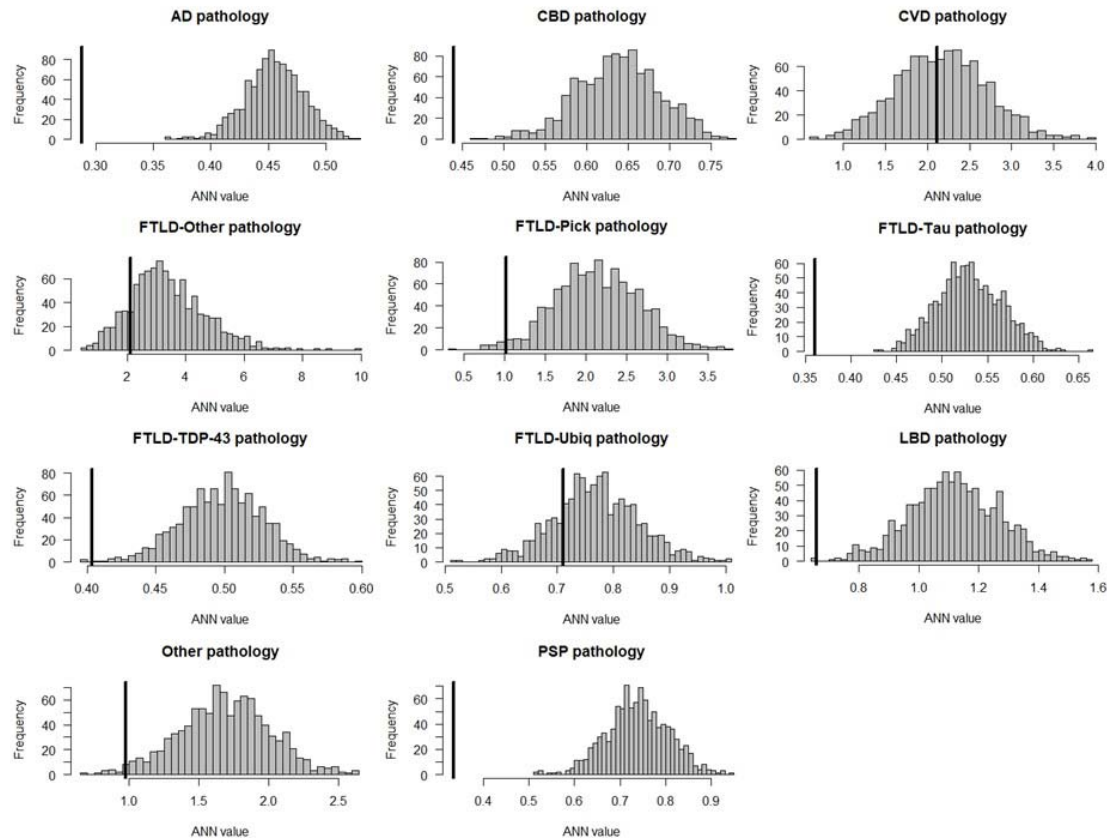 AD pathology
Frequency
0 20 40 60 80
0.30 0.35 0.40 0.45 0.50
ANN value
CBD pathology
Frequency
0 20 40 60 80
0.45 0.50 0.55 0.60 0.65 0.70 0.75
ANN value
CVD pathology
Frequency
0 20 40 60
1.0 1.5 2.0 2.5 3.0 3.5 4.0
ANN value
FTLD-Other pathology
Frequency
0 20 40 60
2 4 6 8 10
ANN value
FTLD-Pick pathology
Frequency
0 20 40 60 80
0.5 1.0 1.5 2.0 2.5 3.0 3.5
ANN value
FTLD-Tau pathology
Frequency
0 10 20 30 40 50 60
0.35 0.40 0.45 0.50 0.55 0.60 0.65
ANN value
FTLD-TDP-43 pathology
Frequency
0 20 40 60 80
0.40 0.45 0.50 0.55 0.60
ANN value
FTLD-Ubiq pathology
Frequency
0 10 20 30 40 50 60
0.5 0.6 0.7 0.8 0.9 1.0
ANN value
LBD pathology
Frequency
0 10 20 30 40 50 60
0.8 1.0 1.2 1.4 1.6
ANN value
Other pathology
Frequency
0 20 40 60
1.0 1.5 2.0 2.5
ANN value
PSP pathology
Frequency
0 20 40 60
0.4 0.5 0.6 0.7 0.8 0.9
ANN value